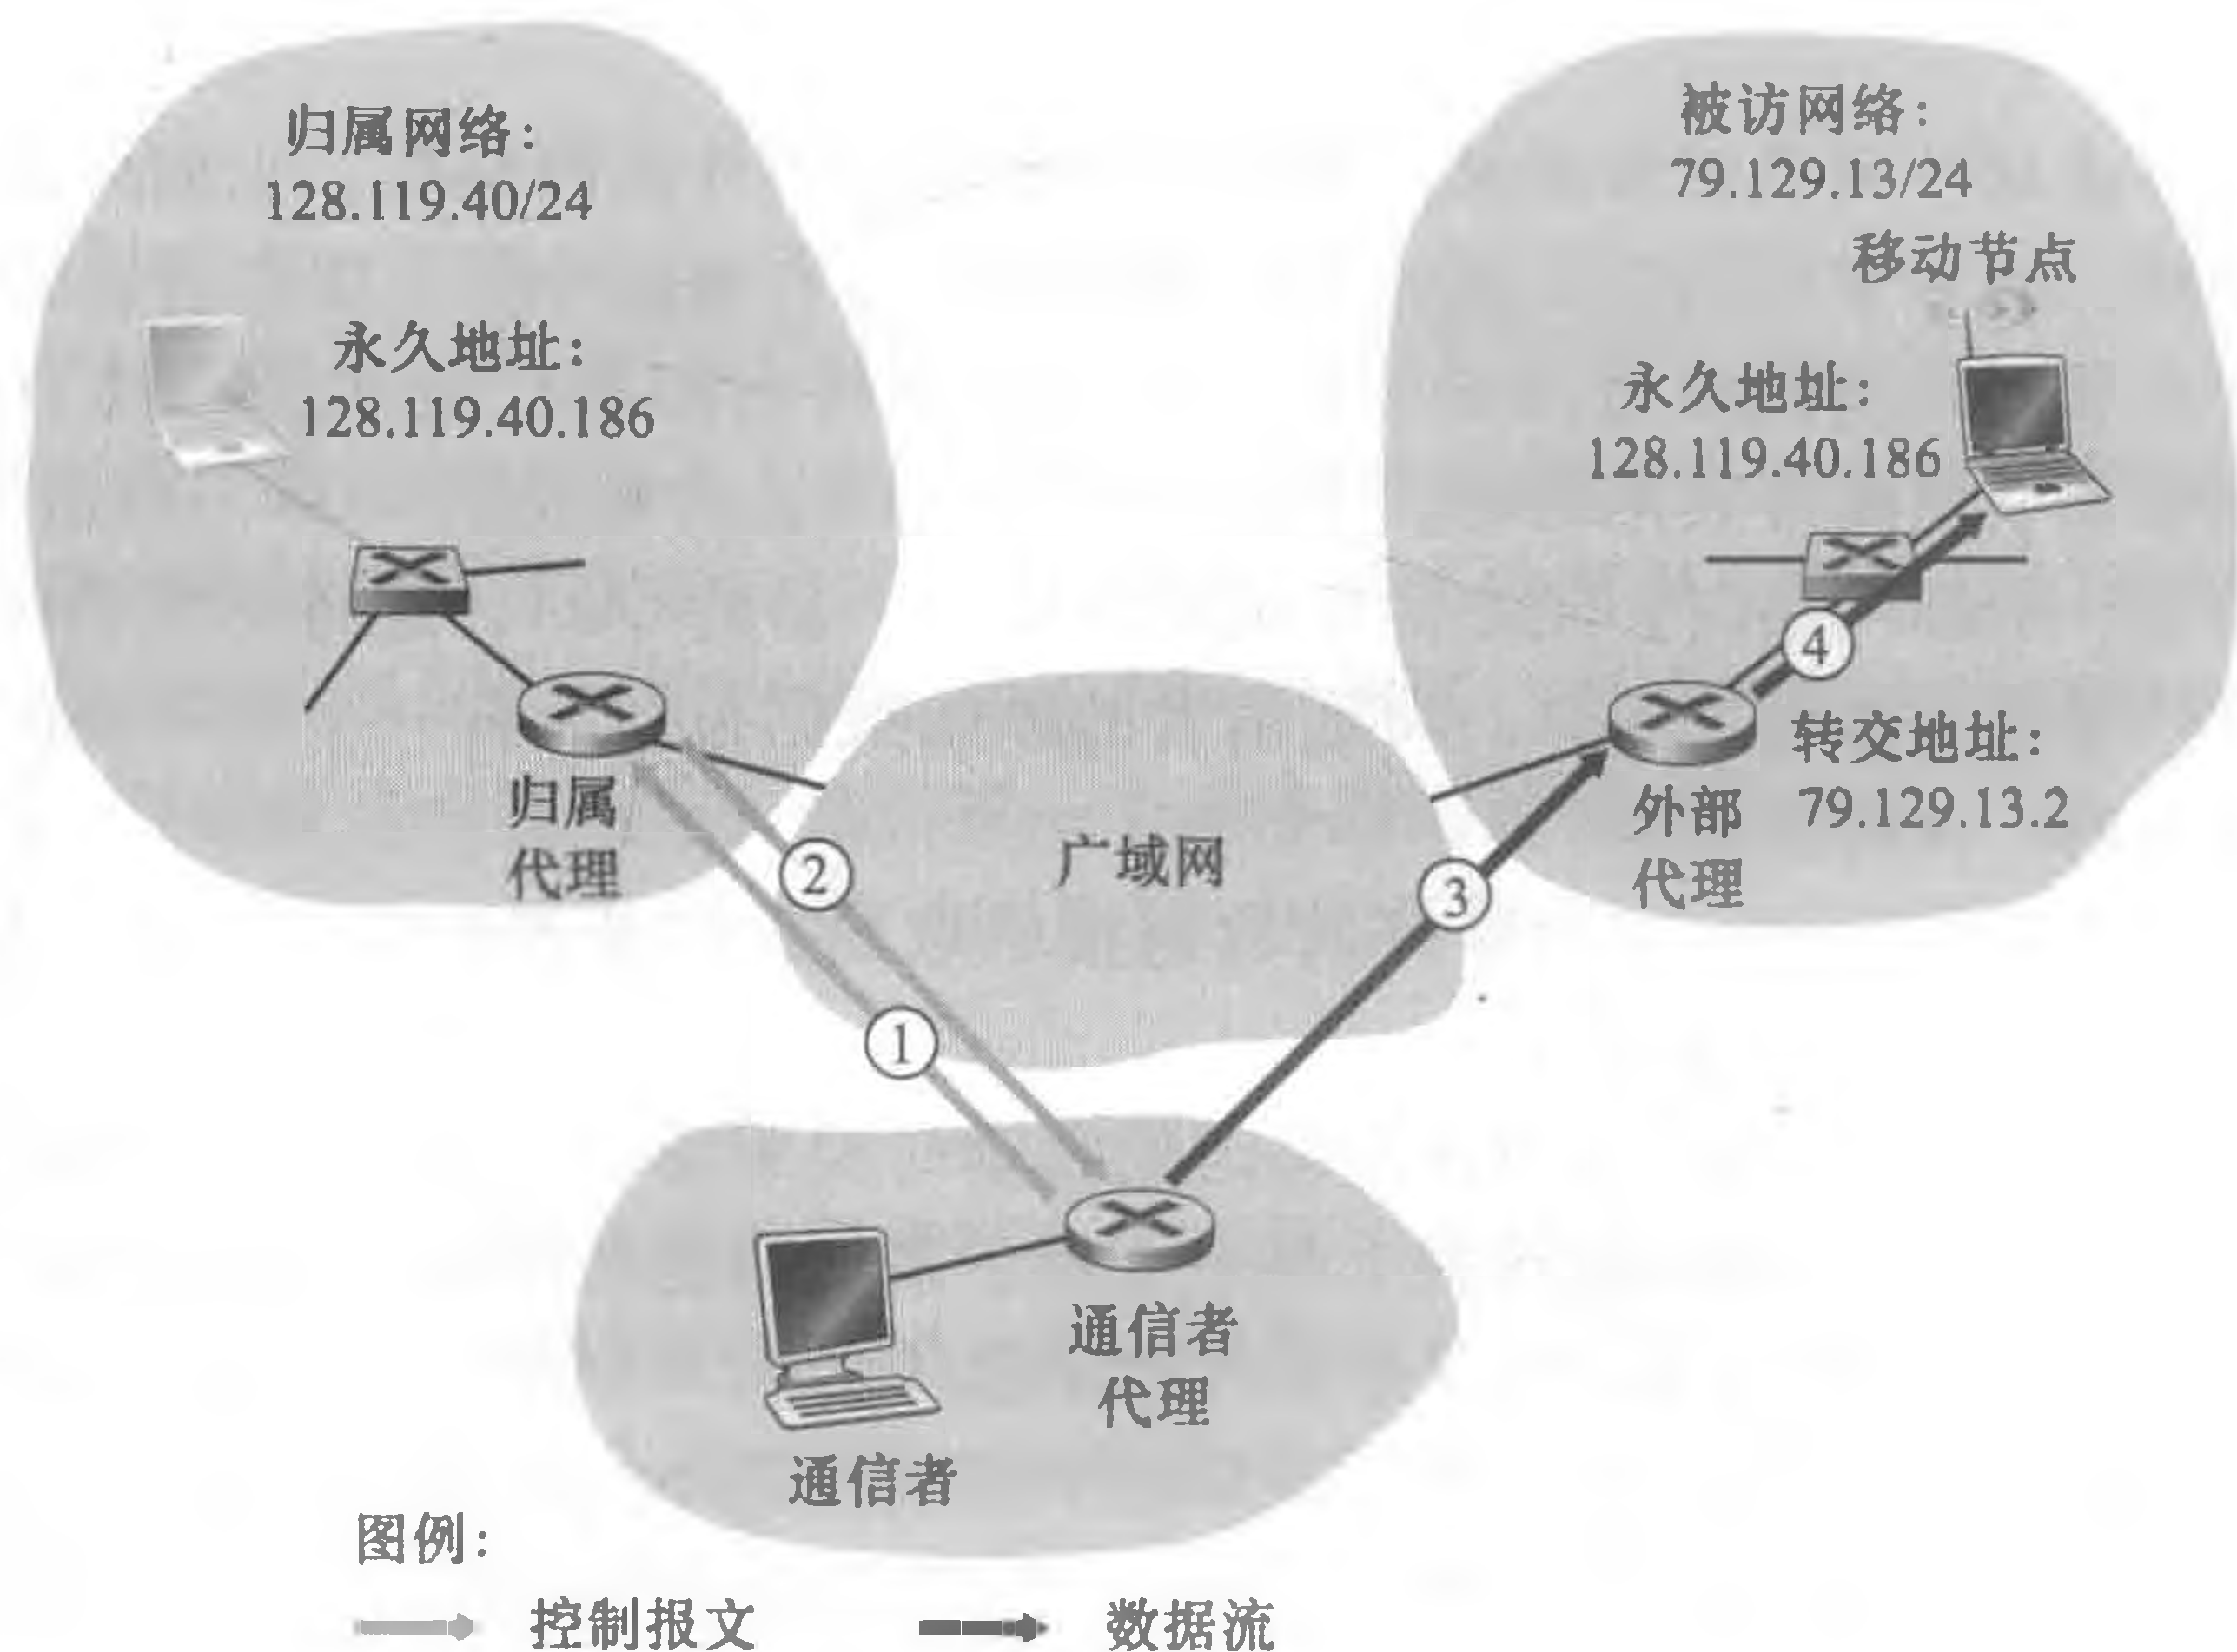 归属网络：
128.119.40/24
永久地址：
128.119.40.186
归属
代理
被访网络：
79.129.13/24
移动节点
永久地址：
128.119.40.186
④
转交地址：
79.129.13.2
外部
代理
广域网
②
③
①
通信者
代理
通信者
图例：
控制报文
数据流